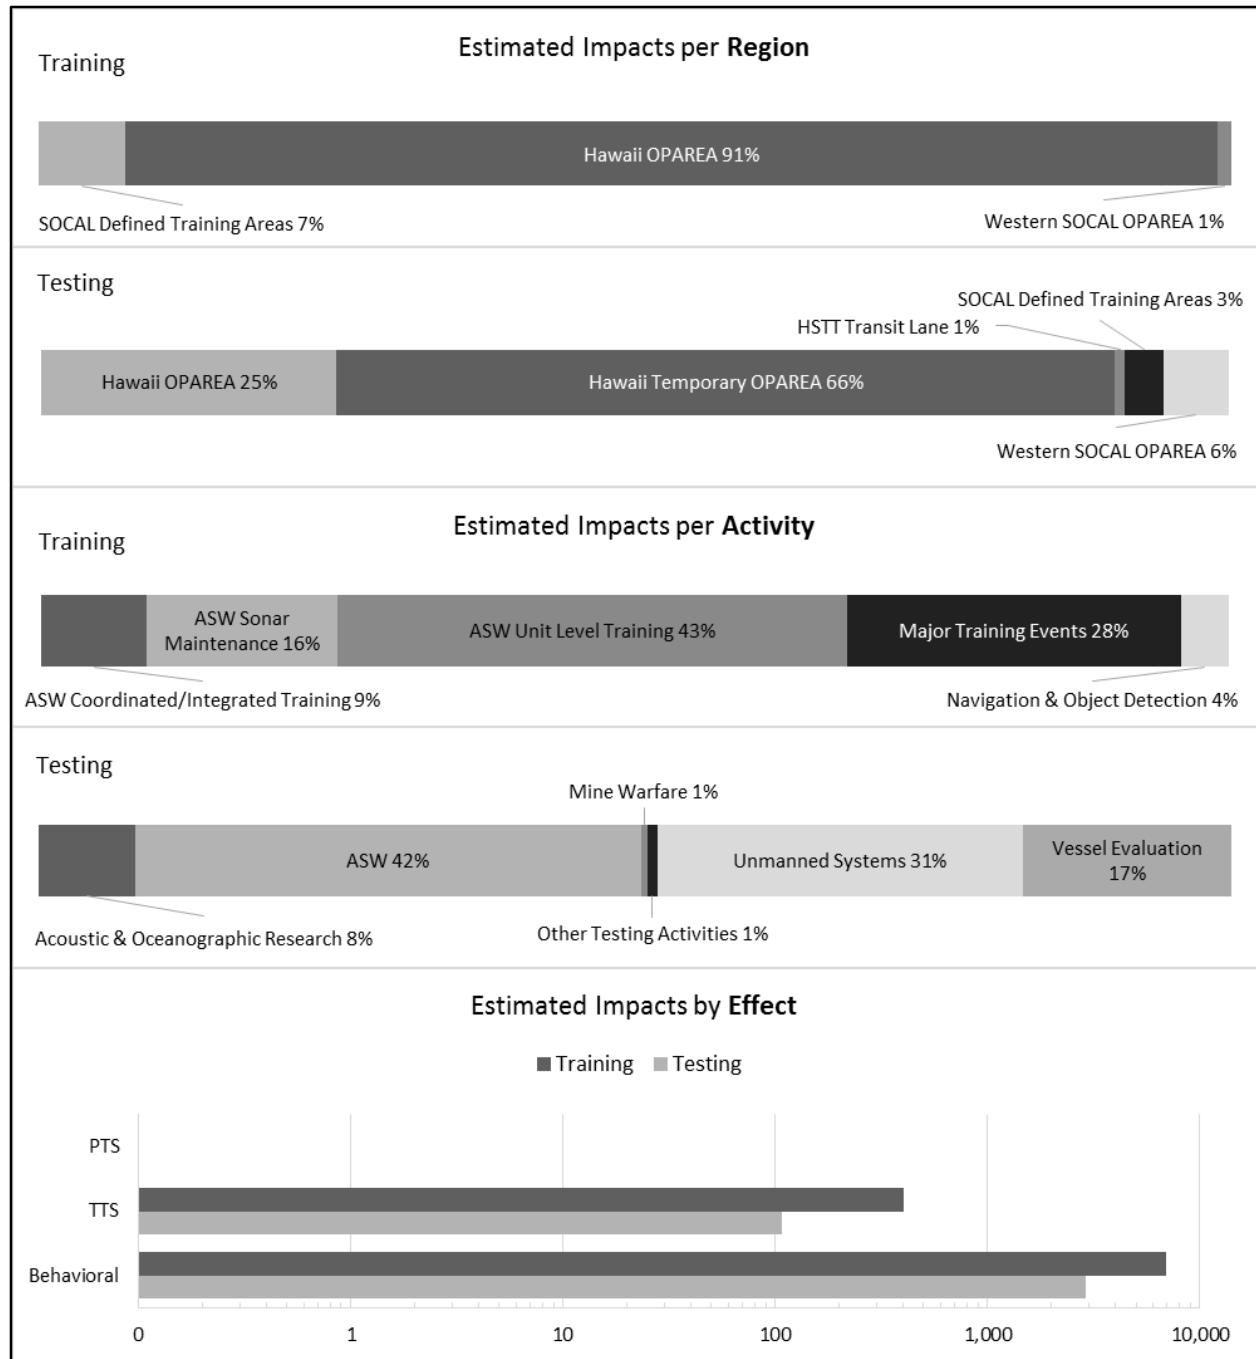 Estimated Impacts per Region
Training
Hawaii OPAREA 91%
SOCAL Defined Training Areas 7%
Western SOCAL OPAREA 1%
Testing
SOCAL Defined Training Areas 3%
HSTT Transit Lane 1%
Hawaii OPAREA 25%
Hawaii Temporary OPAREA 66%
Western SOCAL OPAREA 6%
Estimated Impacts per Activity
Training
ASW Sonar
Maintenance 16%
ASW Unit Level Training 43%
Major Training Events 28%
ASW Coordinated/Integrated Training 9%
Navigation & Object Detection 4%
Testing
Mine Warfare 1%
ASW 42%
Unmanned Systems 31%
Vessel Evaluation
17%
Acoustic & Oceanographic Research 8%
Other Testing Activities 1%
Estimated Impacts by Effect
Training Testing
PTS
TTS
Behavioral
0 1 10 100 1,000 10,000